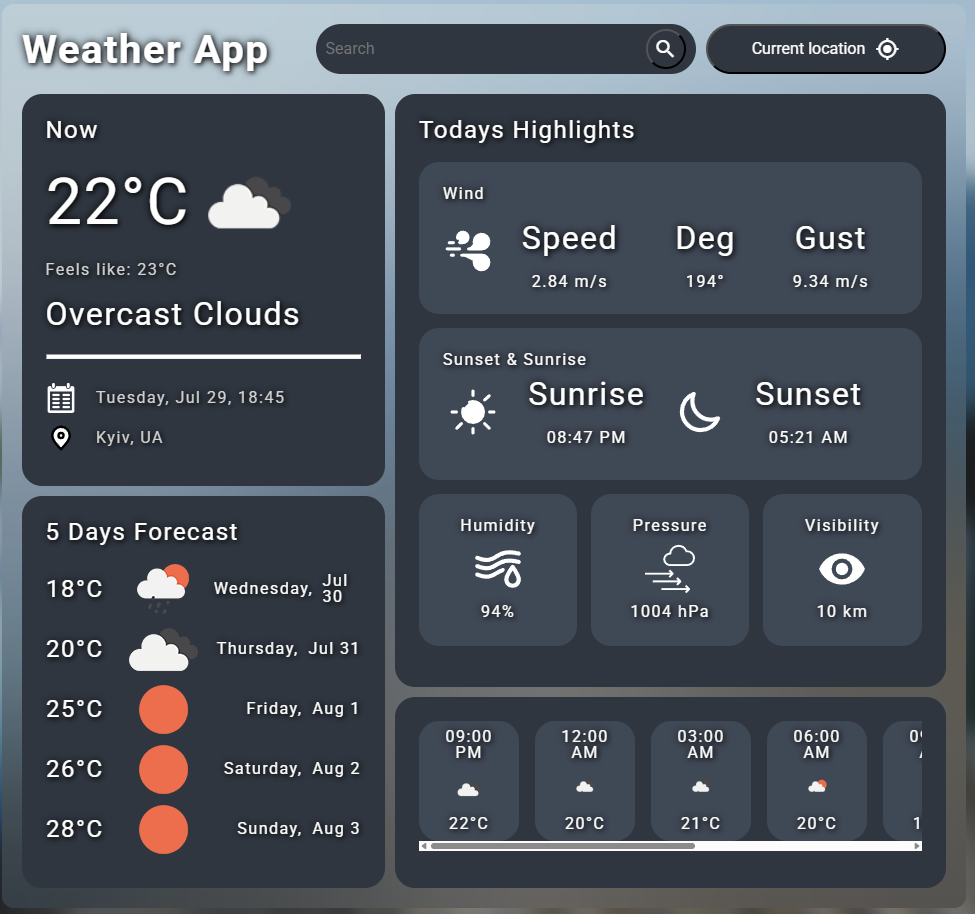 Weather App
Search
Current location
Now
22°C
Feels like: 23°C
Overcast Clouds
Tuesday, Jul 29, 18:45
Kyiv, UA
5 Days Forecast
18°C Wednesday, Jul 30
20°C Thursday, Jul 31
25°C Friday, Aug 1
26°C Saturday, Aug 2
28°C Sunday, Aug 3
Todays Highlights
Wind
Speed Deg Gust
2.84 m/s 194° 9.34 m/s
Sunset & Sunrise
Sunrise Sunset
08:47 PM 05:21 AM
Humidity Pressure Visibility
94% 1004 hPa 10 km
09:00 PM 12:00 AM 03:00 AM 06:00 AM
22°C 20°C 21°C 20°C